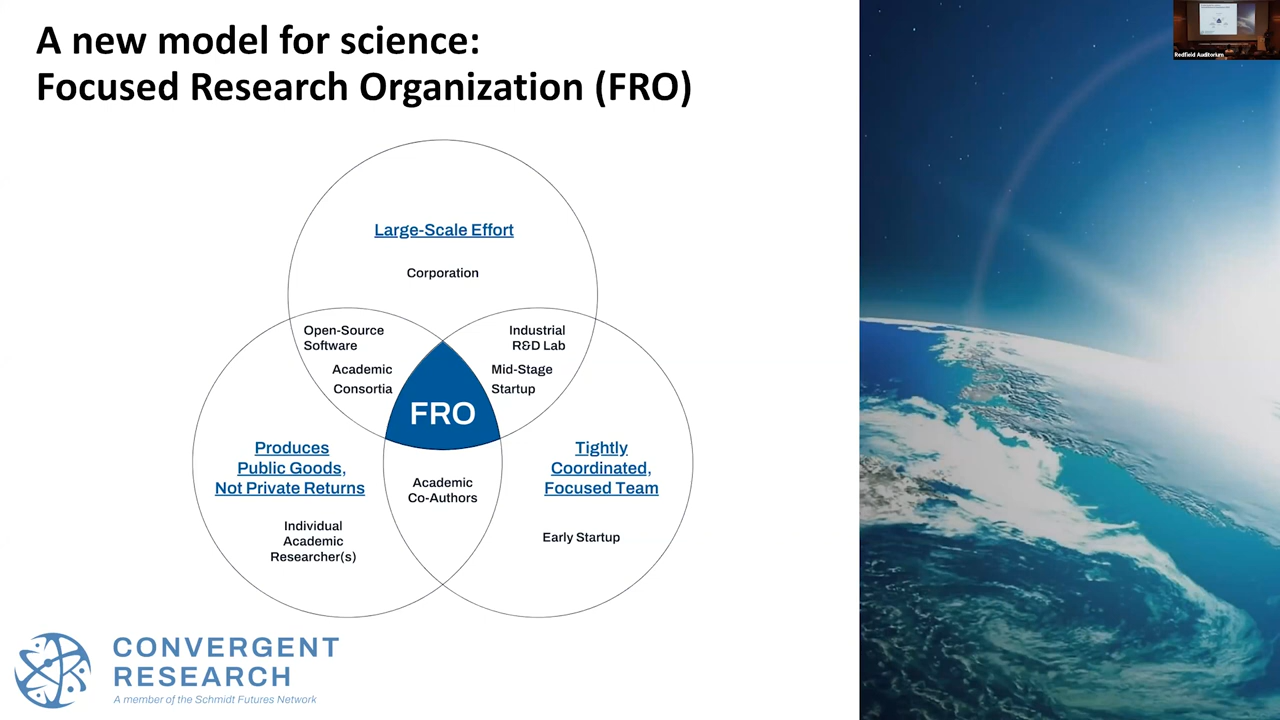 A new model for science:
Focused Research Organization (FRO)
Redfield Auditorium
Large-Scale Effort
Corporation
Open-Source
Software
Academic
Consortia
Industrial
R&D Lab
Mid-Stage
Startup
FRO
Produces
Public Goods,
Not Private Returns
Individual
Academic
Researcher(s)
Academic
Co-Authors
Tightly
Coordinated,
Focused Team
Early Startup
CONVERGENT
RESEARCH
A member of the Schmidt Futures Network